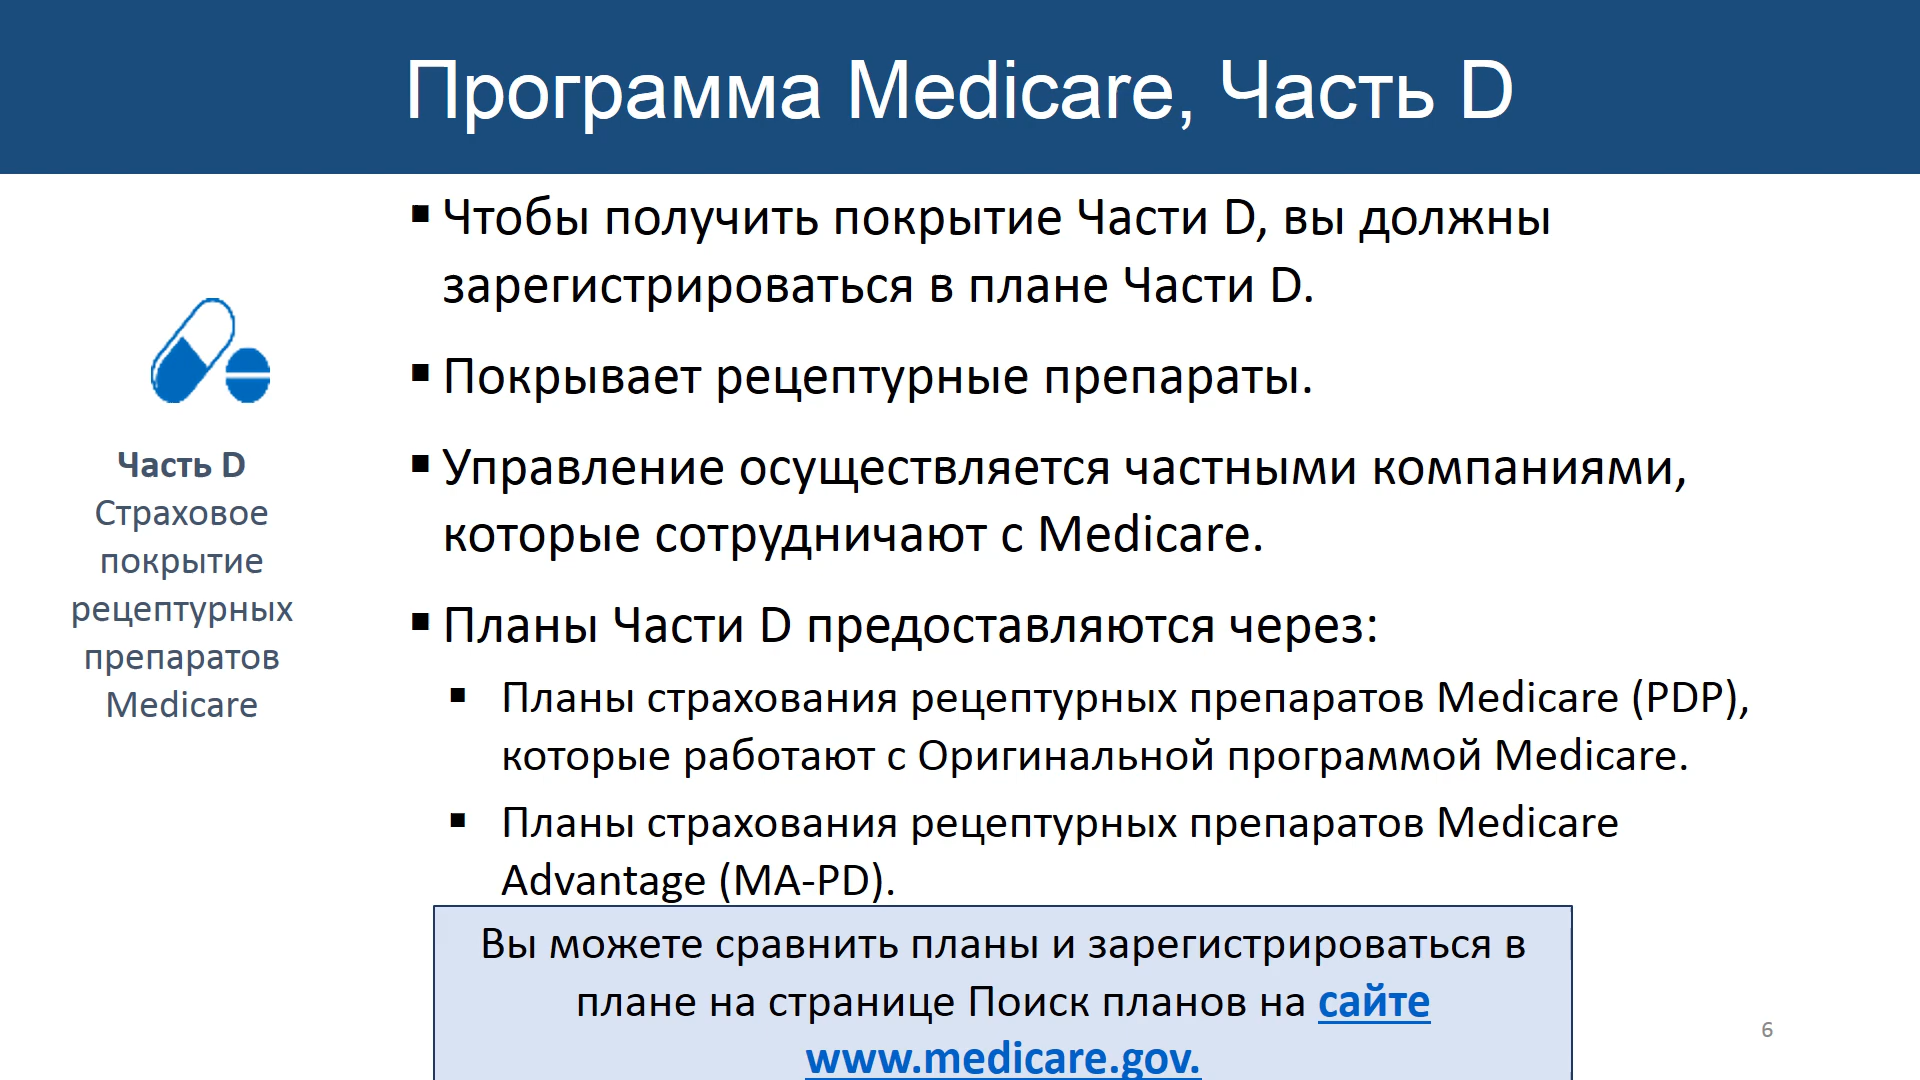 Программа Medicare, Часть D
Часть D
Страховое
покрытие
рецептурных
препаратов
Medicare
▪ Чтобы получить покрытие Части D, вы должны
зарегистрироваться в плане Части D.
▪ Покрывает рецептурные препараты.
▪ Управление осуществляется частными компаниями,
которые сотрудничают с Medicare.
▪ Планы Части D предоставляются через:
▪ Планы страхования рецептурных препаратов Medicare (PDP),
которые работают с Оригинальной программой Medicare.
▪ Планы страхования рецептурных препаратов Medicare
Advantage (MA-PD).
Вы можете сравнить планы и зарегистрироваться в
плане на странице Поиск планов на сайте
www.medicare.gov.
6